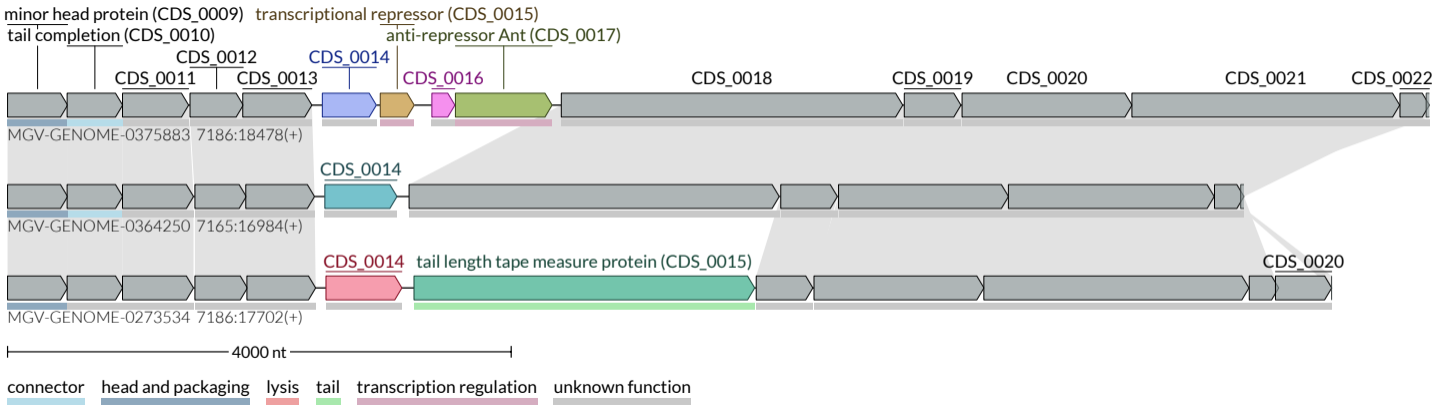 minor head protein (CDS_0009) transcriptional repressor (CDS_0015)
tail completion (CDS_0010) anti-repressor Ant (CDS_0017)
CDS_0012 CDS_0014
CDS_0011 CDS_0013 CDS_0016 CDS_0018 CDS_0019 CDS_0020 CDS_0021 CDS_0022
MGV-GENOME-0375883 7186:18478(+)
CDS_0014
MGV-GENOME-0364250 7165:16984(+)
CDS_0014 tail length tape measure protein (CDS_0015) CDS_0020
MGV-GENOME-0273534 7186:17702(+)
4000 nt
connector head and packaging lysis tail transcription regulation unknown function